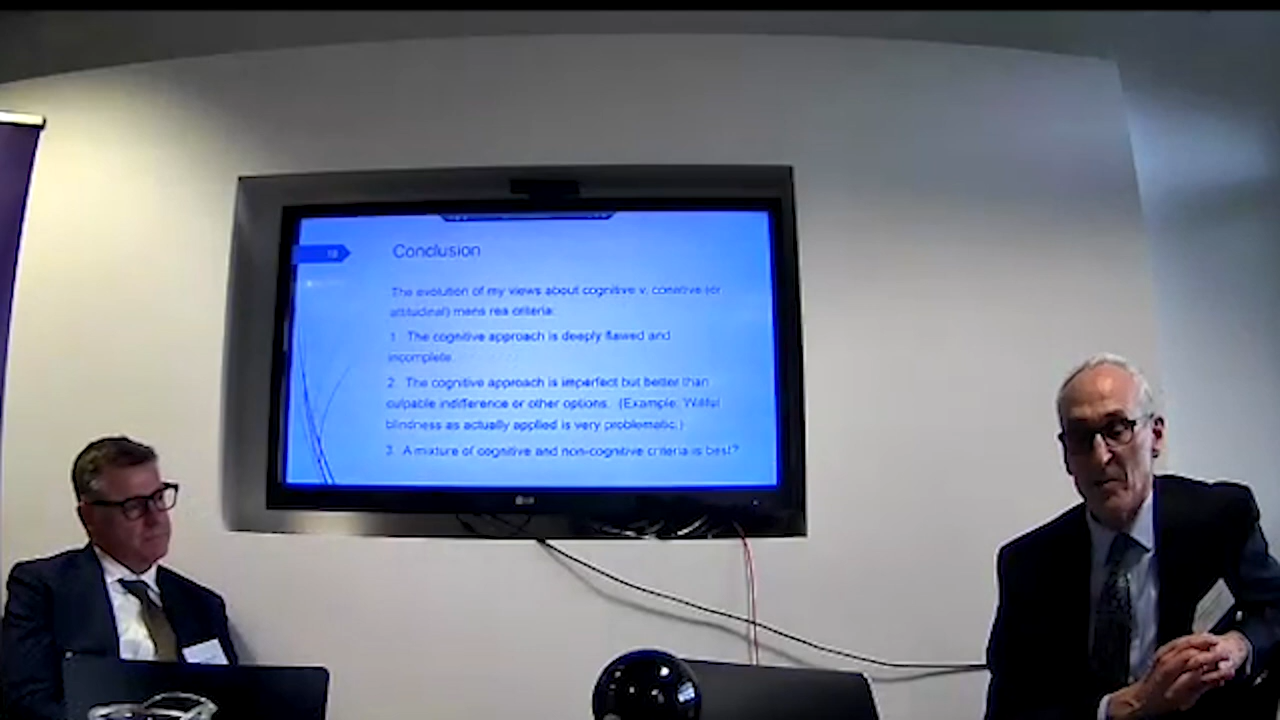 13
Conclusion
The evolution of my views about cognitive v. conative (or
attitudinal) mens rea criteria:
1. The cognitive approach is deeply flawed and
incomplete.
2. The cognitive approach is imperfect but better than
culpable indifference or other options. (Example: Willful
blindness as actually applied is very problematic.)
3. A mixture of cognitive and non-cognitive criteria is best?
LG